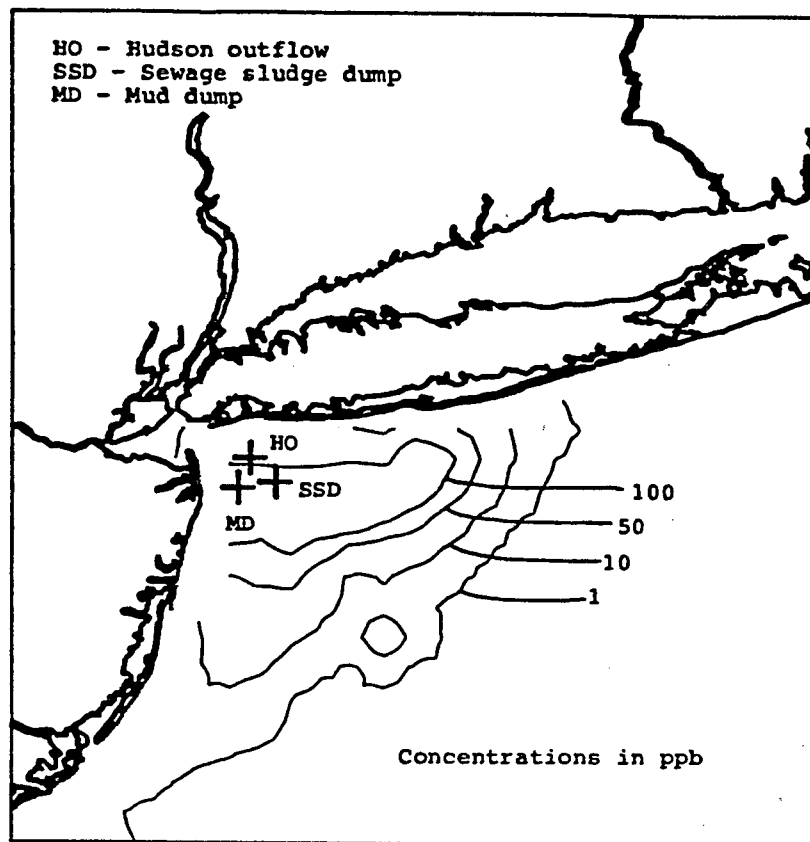 HO - Hudson outflow
SSD - Sewage sludge dump
MD - Mud dump
HO
SSD
MD
100
50
10
1
Concentrations in ppb